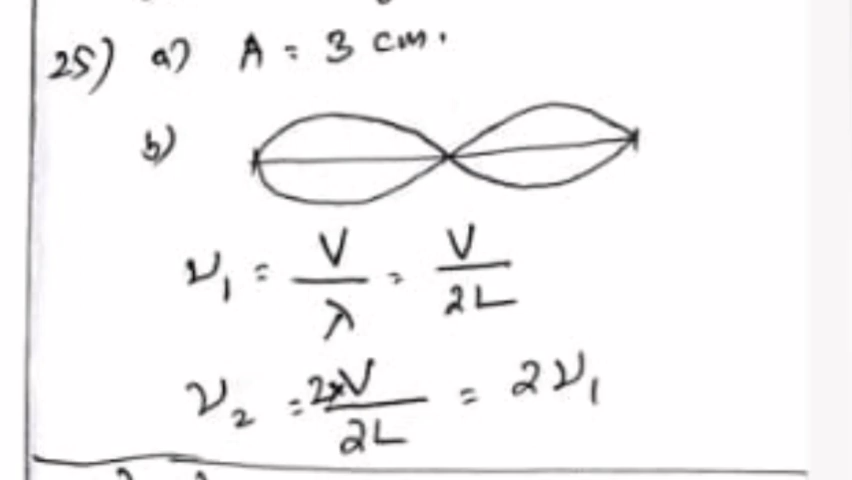 25) a) A = 3 cm.
b)
ν₁ = V/λ = V/2L
ν₂ = 2×V/2L = 2ν₁